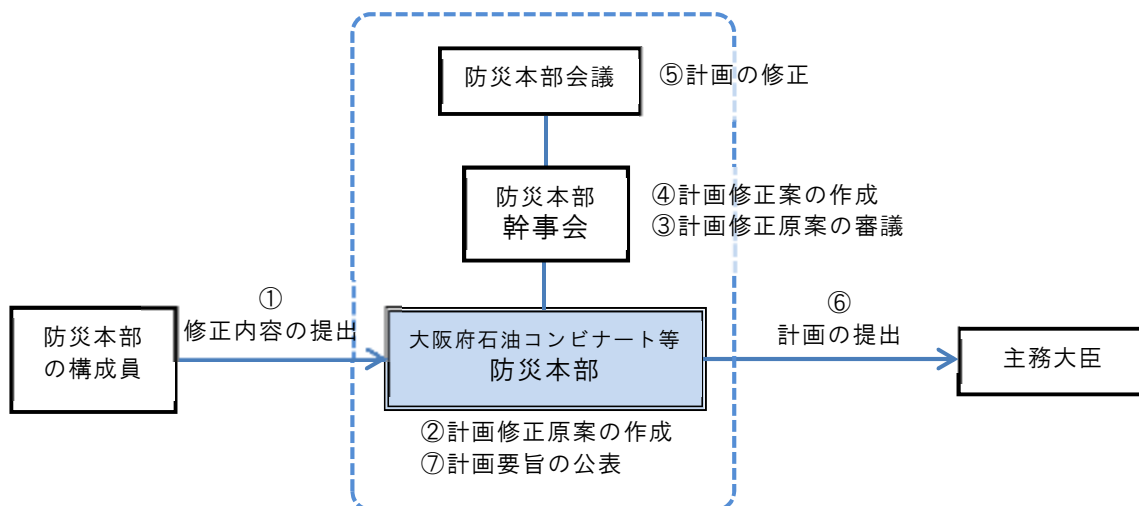 防災本部会議
⑤計画の修正
防災本部
幹事会
④計画修正案の作成
③計画修正原案の審議
①
修正内容の提出
防災本部
の構成員
大阪府石油コンビナート等
防災本部
⑥
計画の提出
主務大臣
②計画修正原案の作成
⑦計画要旨の公表